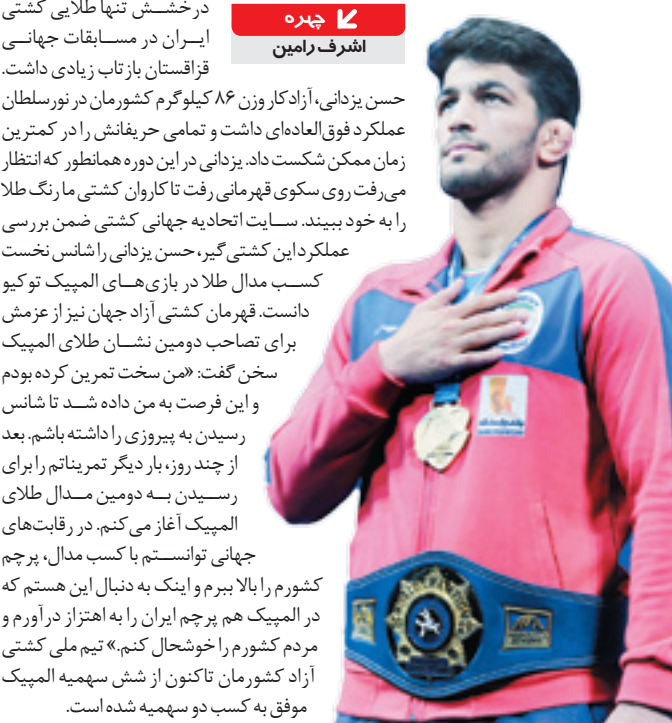 چهره
اشرف رامین
درخشش تنها طلایی کشتی
ایران در مسابقات جهانی
قزاقستان بازتاب زیادی داشت.
حسن یزدانی، آزادکار وزن ۸۶ کیلوگرم کشورمان در نورسلطان
عملکرد فوق‌العاده‌ای داشت و تمامی حریفانش را در کمترین
زمان ممکن شکست داد. یزدانی در این دوره همانطور که انتظار
می‌رفت روی سکوی قهرمانی رفت تا کاروان کشتی ما رنگ طلا
را به خود ببیند. سایت اتحادیه جهانی کشتی ضمن بررسی
عملکرد این کشتی‌گیر، حسن یزدانی را شانس نخست
کسب مدال طلا در بازی‌های المپیک توکیو
دانست. قهرمان کشتی آزاد جهان نیز از عزمش
برای تصاحب دومین نشان طلای المپیک
سخن گفت: «من سخت تمرین کرده بودم
و این فرصت به من داده شد تا شانس
رسیدن به پیروزی را داشته باشم. بعد
از چند روز، بار دیگر تمریناتم را برای
رسیدن به دومین مدال طلای
المپیک آغاز می‌کنم. در رقابت‌های
جهانی توانستم با کسب مدال، پرچم
کشورم را بالا ببرم و اینک به دنبال این هستم که
در المپیک هم پرچم ایران را به اهتزاز درآورم و
مردم کشورم را خوشحال کنم.» تیم ملی کشتی
آزاد کشورمان تاکنون از شش سهمیه المپیک
موفق به کسب دو سهمیه شده است.